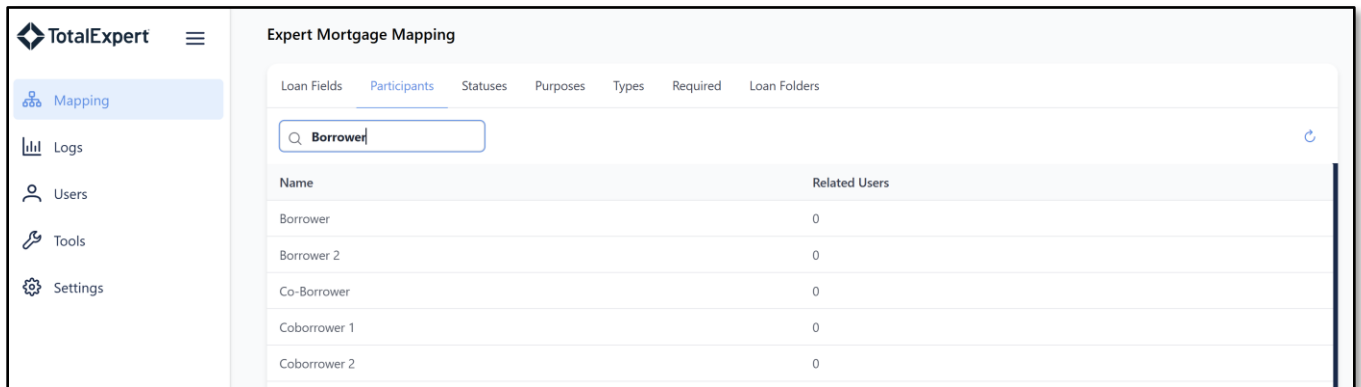 TotalExpert
Expert Mortgage Mapping
Mapping
Logs
Users
Tools
Settings
Loan Fields Participants Statuses Purposes Types Required Loan Folders
Borrower
Name Related Users
Borrower 0
Borrower 2 0
Co-Borrower 0
Coborrower 1 0
Coborrower 2 0